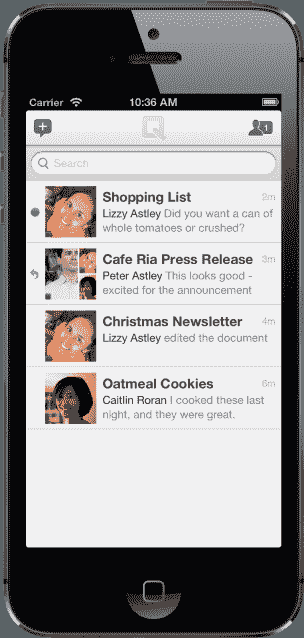 Carrier 10:36 AM
1
Search
Shopping List 2m
Lizzy Astley Did you want a can of
whole tomatoes or crushed?
Cafe Ria Press Release 3m
Peter Astley This looks good -
excited for the announcement
Christmas Newsletter 4m
Lizzy Astley edited the document
Oatmeal Cookies 6m
Caitlin Roran I cooked these last
night, and they were great.